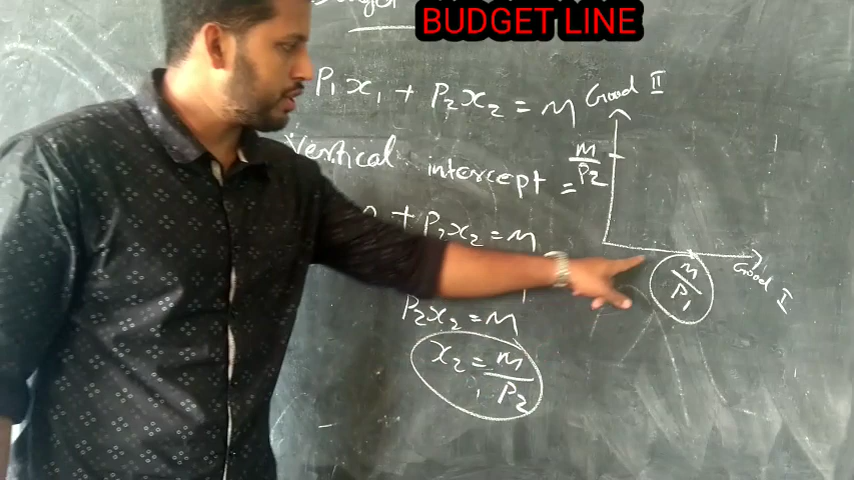 BUDGET LINE
P₁x₁ + P₂x₂ = M
Good II
Vertical intercept = M/P₂
+ P₂x₂ = M
P₂x₂ = M
x₂ = M/P₂
M/P₁
Good I